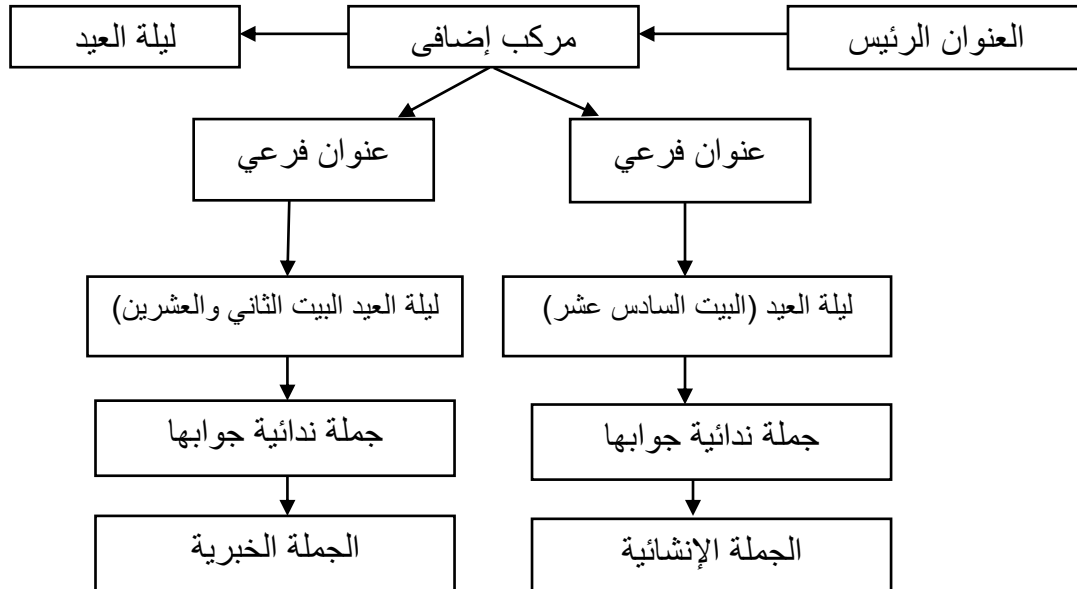 العنوان الرئيس
مركب إضافى
ليلة العيد
عنوان فرعي
عنوان فرعي
ليلة العيد (البيت السادس عشر)
ليلة العيد البيت الثاني والعشرين)
جملة ندائية جوابها
جملة ندائية جوابها
الجملة الإنشائية
الجملة الخبرية